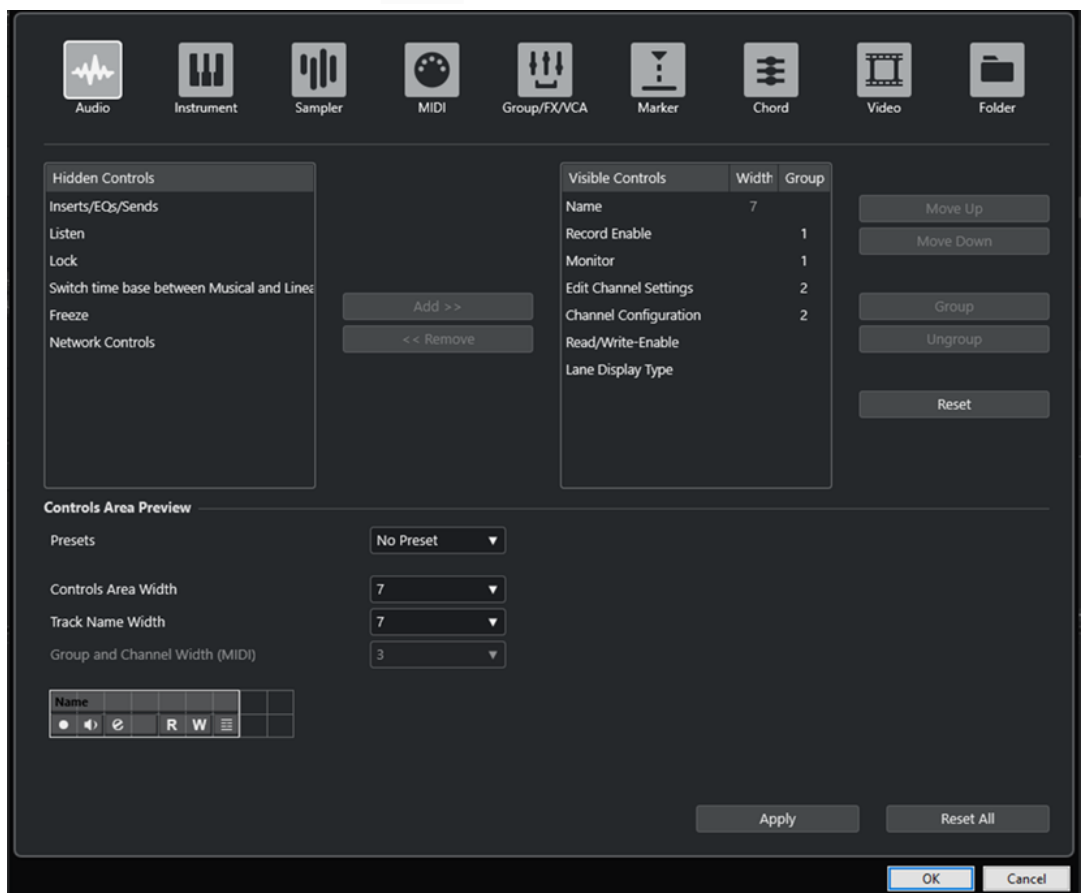 Audio
Instrument
Sampler
MIDI
Group/FX/VCA
Marker
Chord
Video
Folder
Hidden Controls
Inserts/EQs/Sends
Listen
Lock
Switch time base between Musical and Linea
Freeze
Network Controls
Add >>
<< Remove
Visible Controls Width Group
Name 7
Record Enable 1
Monitor 1
Edit Channel Settings 2
Channel Configuration 2
Read/Write-Enable
Lane Display Type
Move Up
Move Down
Group
Ungroup
Reset
Controls Area Preview
Presets No Preset
Controls Area Width 7
Track Name Width 7
Group and Channel Width (MIDI) 3
Name
e R W
Apply
Reset All
OK
Cancel